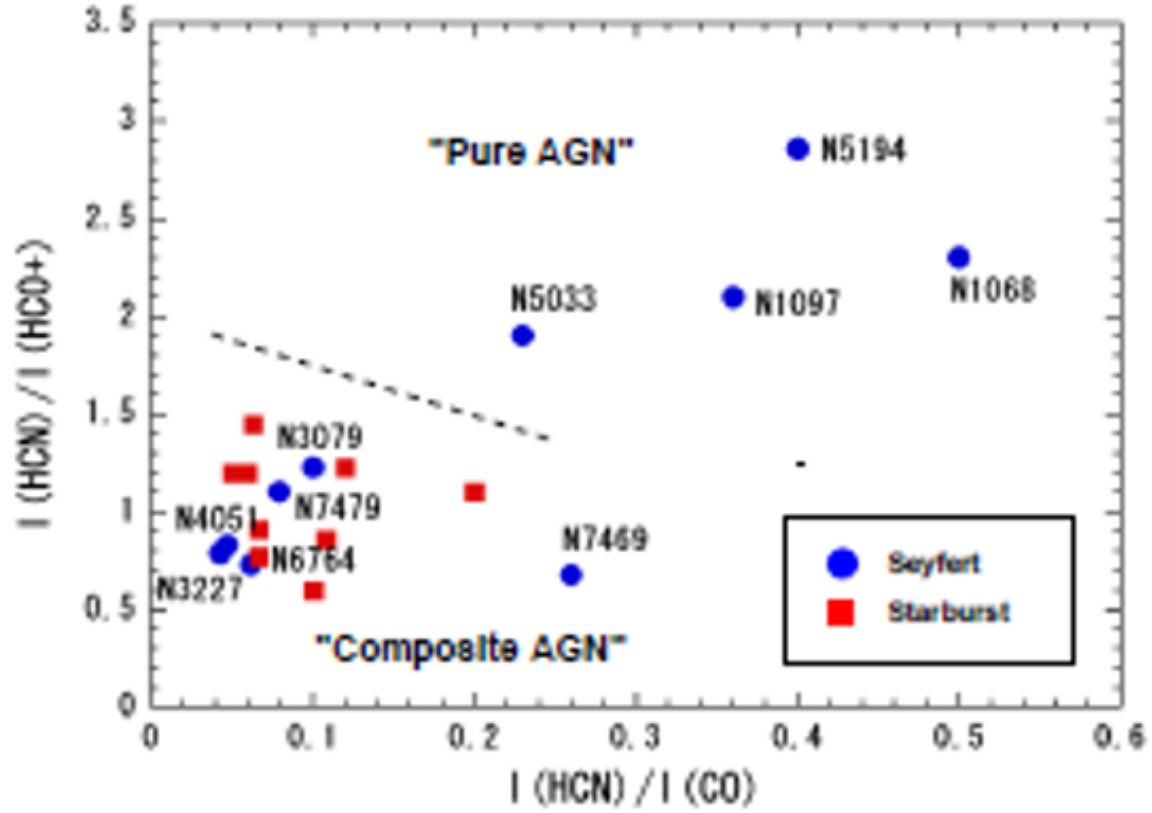 3.5
3
2.5
2
1.5
1
0.5
0
I (HCN)/I (HCO+)
"Pure AGN"
N5194
N1068
N5033
N1097
N3079
N7479
N4051
N6764
N7469
N3227
"Composite AGN"
Seyfert
Starburst
0 0.1 0.2 0.3 0.4 0.5 0.6
I (HCN)/I (CO)